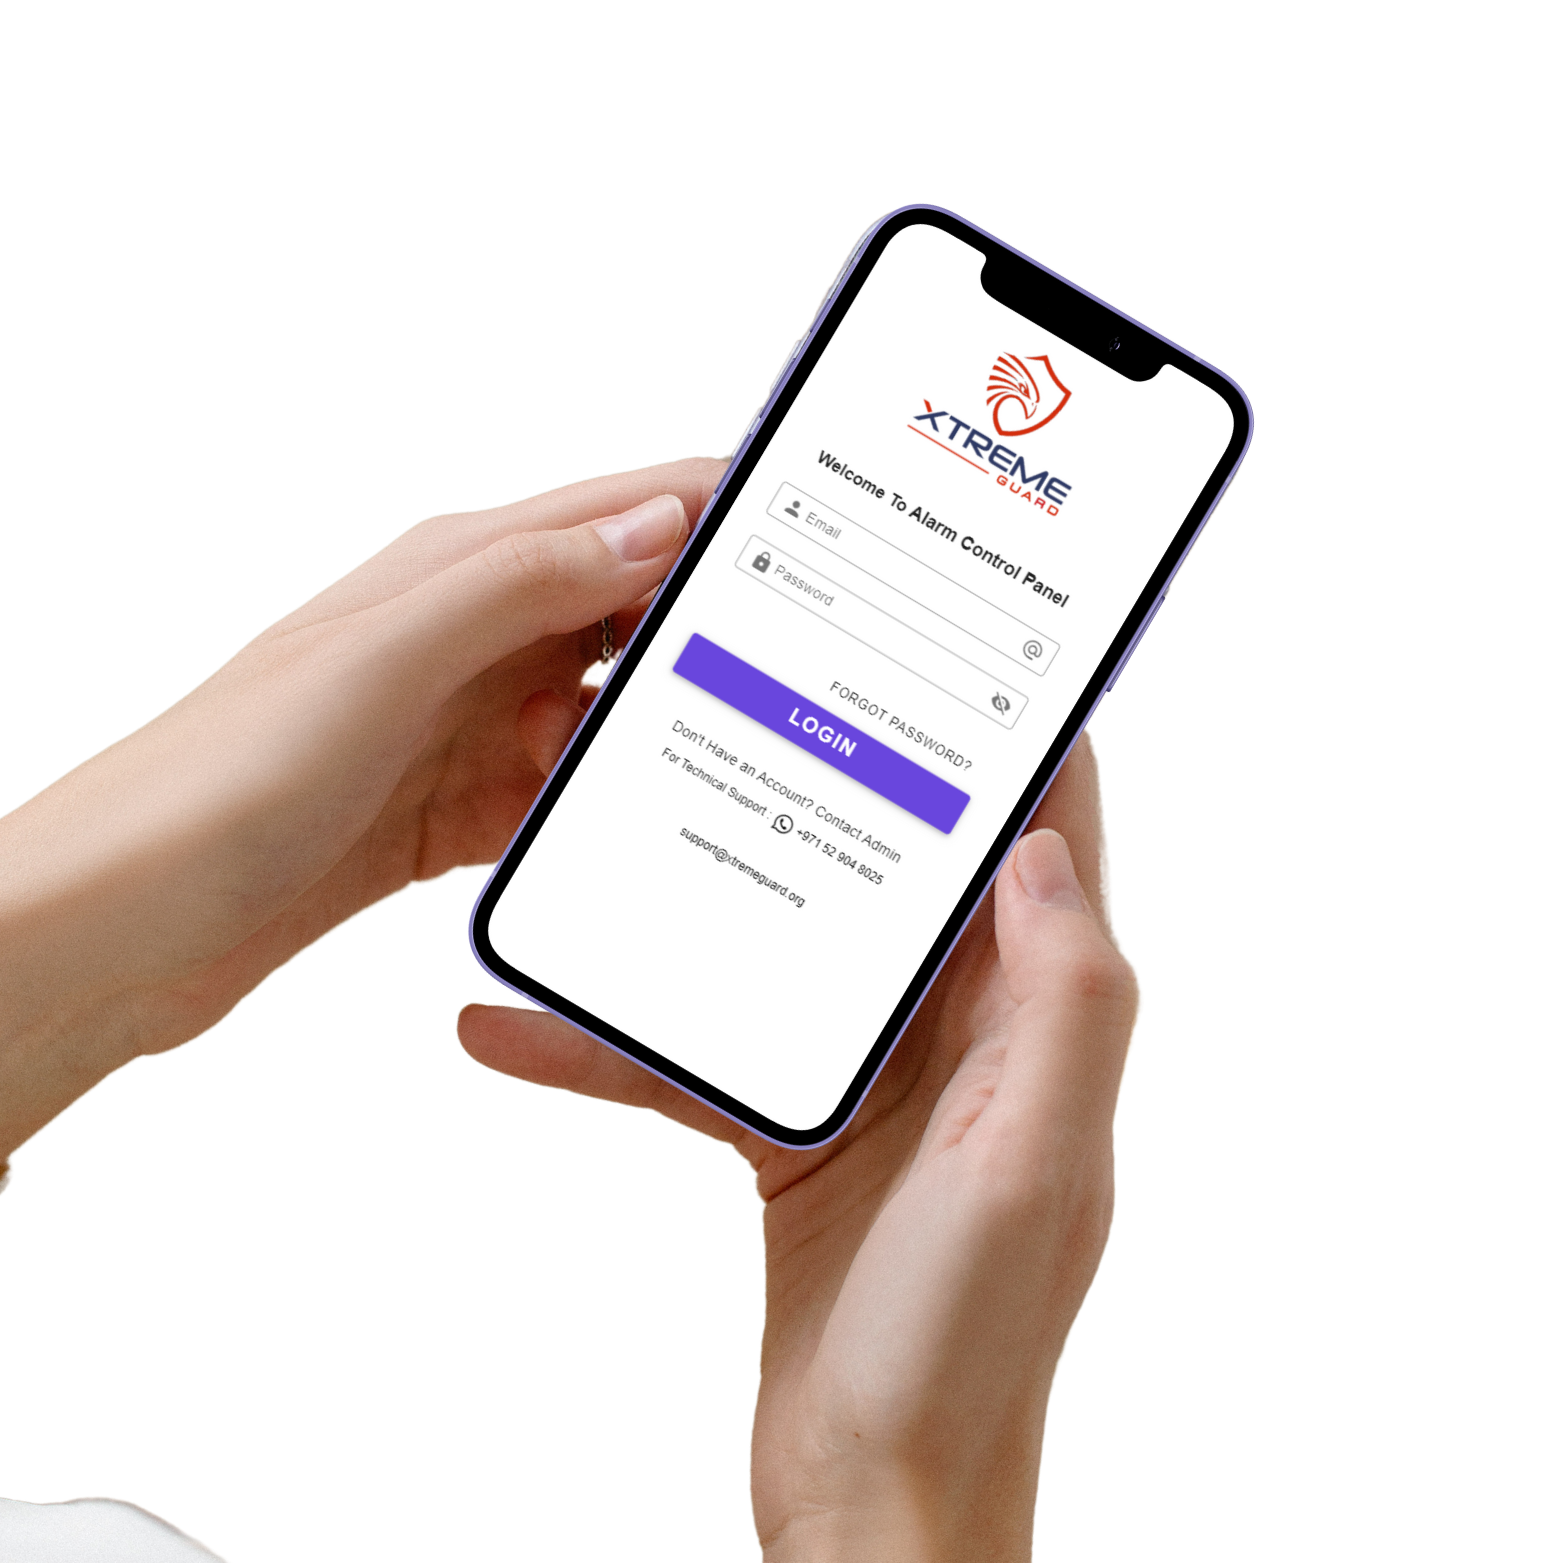 XTREME
GUARD
Welcome To Alarm Control Panel
Email
Password
FORGOT PASSWORD?
LOGIN
Don't Have an Account? Contact Admin
For Technical Support : +971 52 904 8025
support@xtremeguard.org